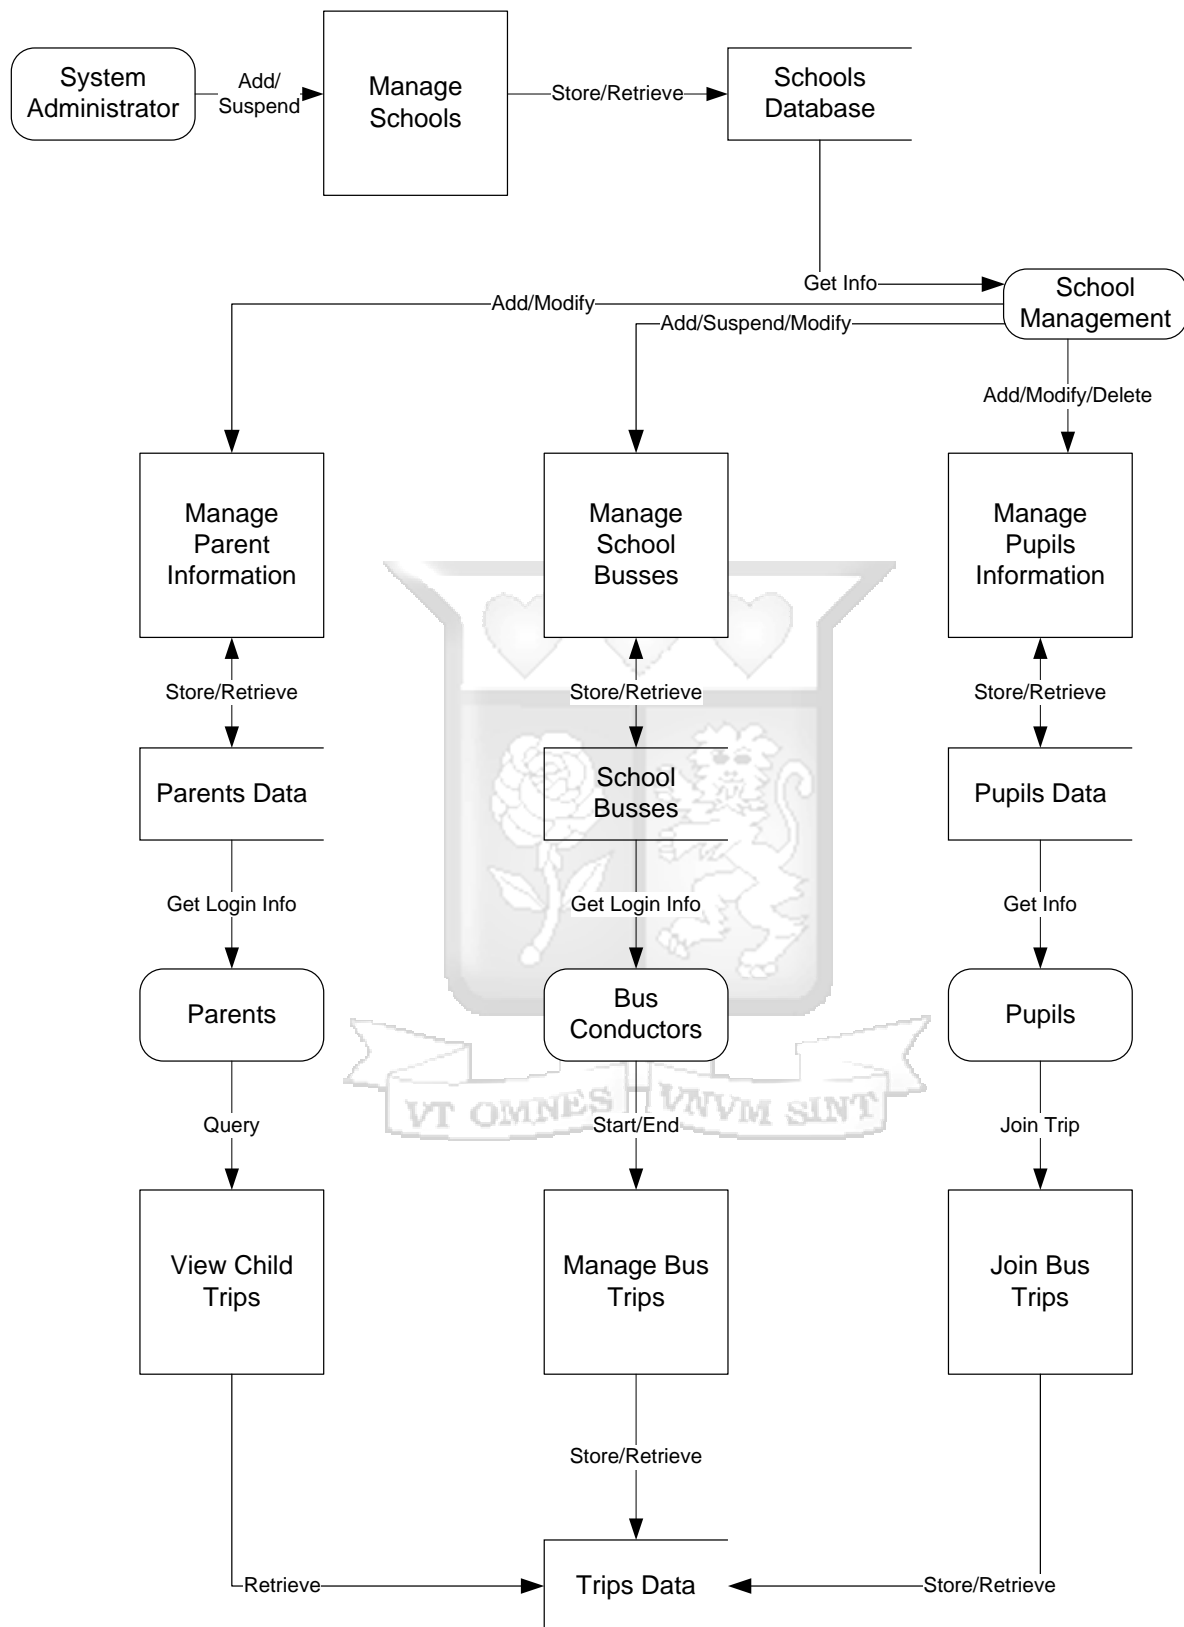 System
Administrator
Add/
Suspend
Manage
Schools
Store/Retrieve
Schools
Database
Get Info
School
Management
Add/Modify
Add/Suspend/Modify
Add/Modify/Delete
Manage
Parent
Information
Manage
School
Busses
Manage
Pupils
Information
Store/Retrieve
Store/Retrieve
Store/Retrieve
Parents Data
School
Busses
Pupils Data
Get Login Info
Get Login Info
Get Info
Parents
Bus
Conductors
Pupils
VT OMNES VNVM SINT
Query
Start/End
Join Trip
View Child
Trips
Manage Bus
Trips
Join Bus
Trips
Store/Retrieve
Retrieve
Trips Data
Store/Retrieve